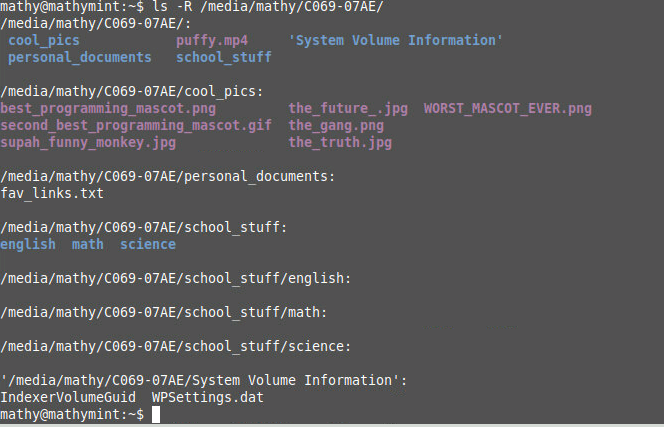 mathy@mathymint:~$ ls -R /media/mathy/C069-07AE/
/media/mathy/C069-07AE/:
cool_pics puffy.mp4 'System Volume Information'
personal_documents school_stuff
/media/mathy/C069-07AE/cool_pics:
best_programming_mascot.png the_future_.jpg WORST_MASCOT_EVER.png
second_best_programming_mascot.gif the_gang.png
supah_funny_monkey.jpg the_truth.jpg
/media/mathy/C069-07AE/personal_documents:
fav_links.txt
/media/mathy/C069-07AE/school_stuff:
english math science
/media/mathy/C069-07AE/school_stuff/english:
/media/mathy/C069-07AE/school_stuff/math:
/media/mathy/C069-07AE/school_stuff/science:
'/media/mathy/C069-07AE/System Volume Information':
IndexerVolumeGuid WPSettings.dat
mathy@mathymint:~$